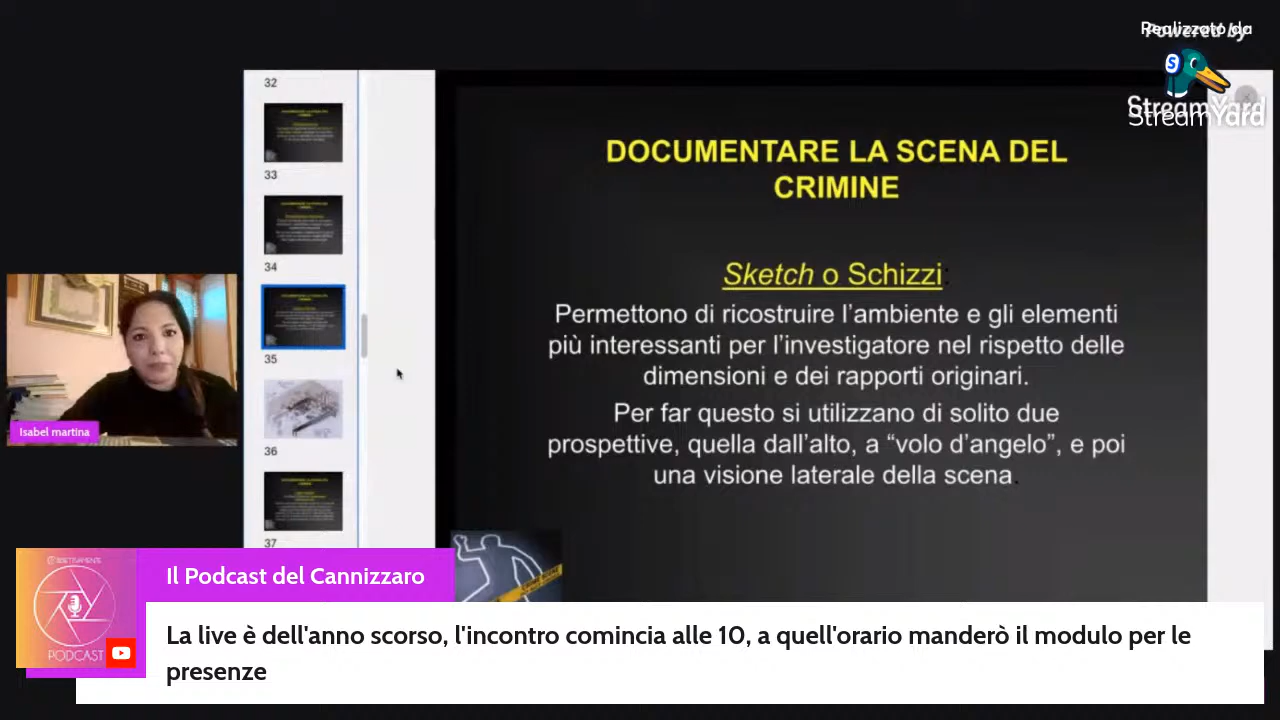 Realizzato da
Powered by
StreamYard
StreamYard
32
33
34
35
36
37
DOCUMENTARE LA SCENA DEL
CRIMINE
Sketch o Schizzi:
Permettono di ricostruire l'ambiente e gli elementi
più interessanti per l'investigatore nel rispetto delle
dimensioni e dei rapporti originari.
Per far questo si utilizzano di solito due
prospettive, quella dall'alto, a “volo d'angelo”, e poi
una visione laterale della scena.
Isabel martina
PODCAST
Il Podcast del Cannizzaro
La live è dell'anno scorso, l'incontro comincia alle 10, a quell'orario manderò il modulo per le
presenze